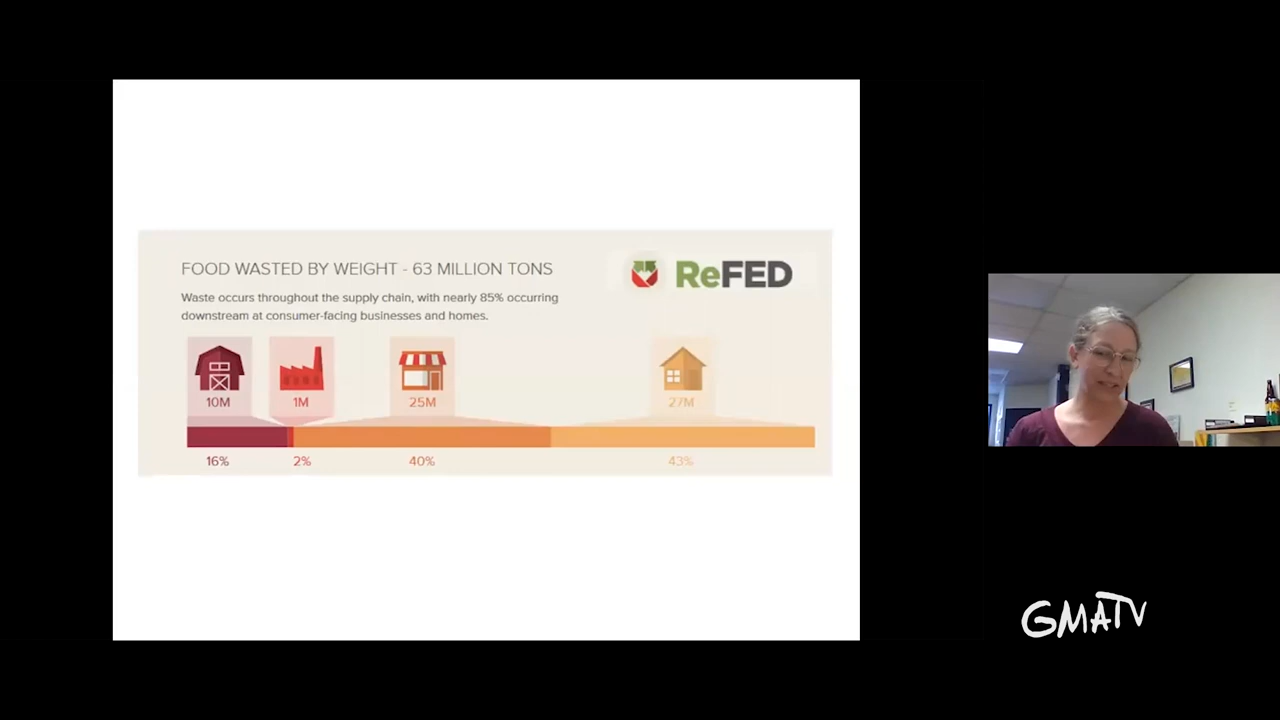 FOOD WASTED BY WEIGHT - 63 MILLION TONS
ReFED
Waste occurs throughout the supply chain, with nearly 85% occurring
downstream at consumer-facing businesses and homes.
10M
1M
25M
27M
16%
2%
40%
43%
GMATV